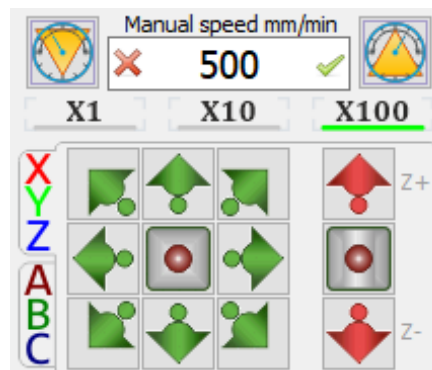 Manual speed mm/min
500
X1 X10 X100
X
Y
Z
Z+
A
B
C
Z-